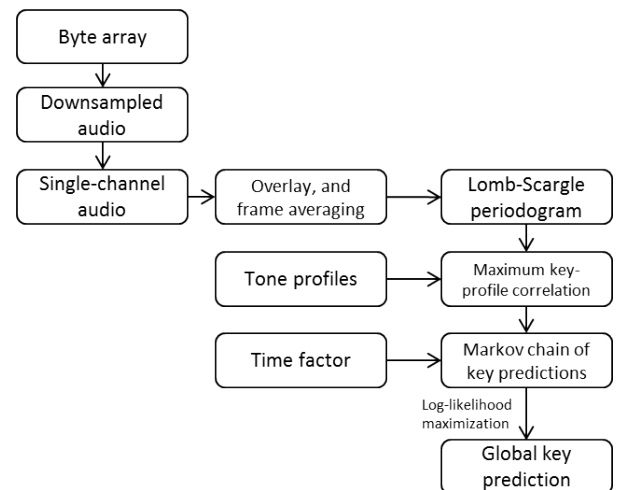 Byte array
Downsampled
audio
Single-channel
audio
Overlay, and
frame averaging
Lomb-Scargle
periodogram
Tone profiles
Maximum key-
profile correlation
Time factor
Markov chain of
key predictions
Log-likelihood
maximization
Global key
prediction